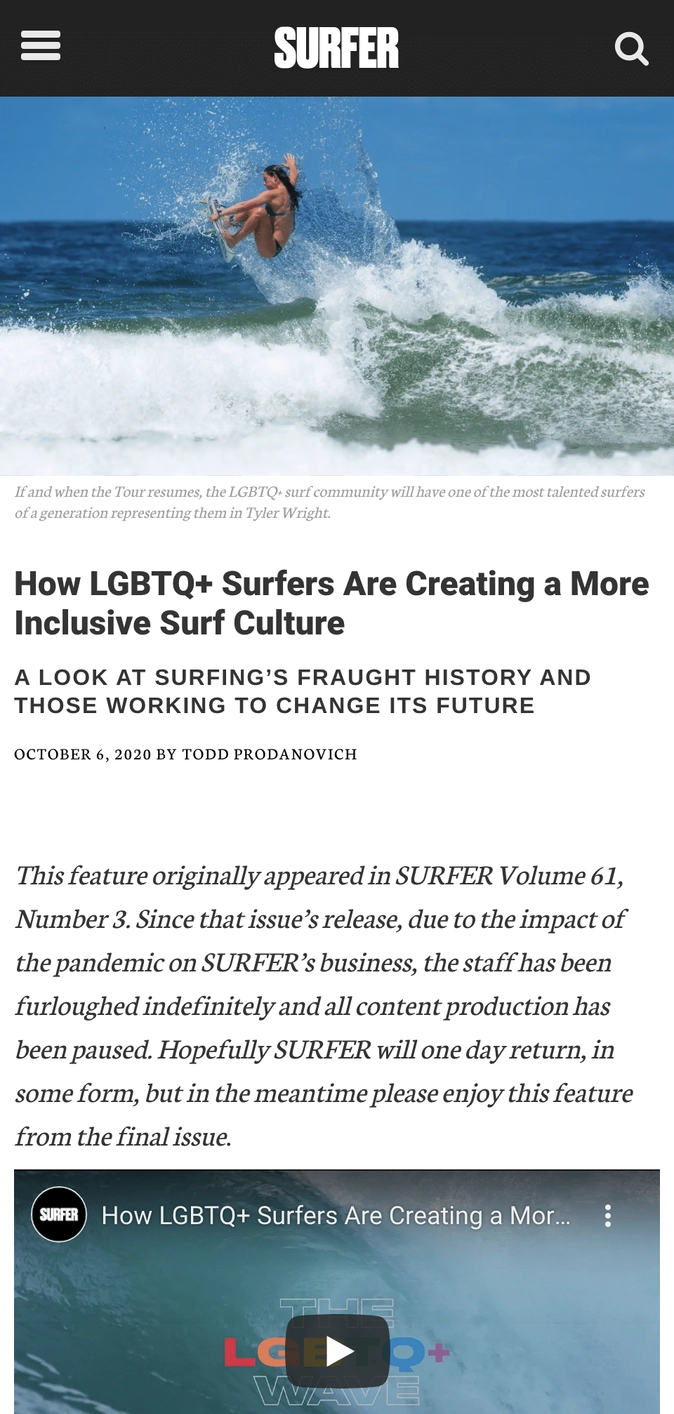 SURFER
If and when the Tour resumes, the LGBTQ+ surf community will have one of the most talented surfers
of a generation representing them in Tyler Wright.
How LGBTQ+ Surfers Are Creating a More
Inclusive Surf Culture
A LOOK AT SURFING’S FRAUGHT HISTORY AND
THOSE WORKING TO CHANGE ITS FUTURE
OCTOBER 6, 2020 BY TODD PRODANOVICH
This feature originally appeared in SURFER Volume 61,
Number 3. Since that issue’s release, due to the impact of
the pandemic on SURFER’s business, the staff has been
furloughed indefinitely and all content production has
been paused. Hopefully SURFER will one day return, in
some form, but in the meantime please enjoy this feature
from the final issue.
SURFER
How LGBTQ+ Surfers Are Creating a Mor...
THE
LGBTQ+
WAVE